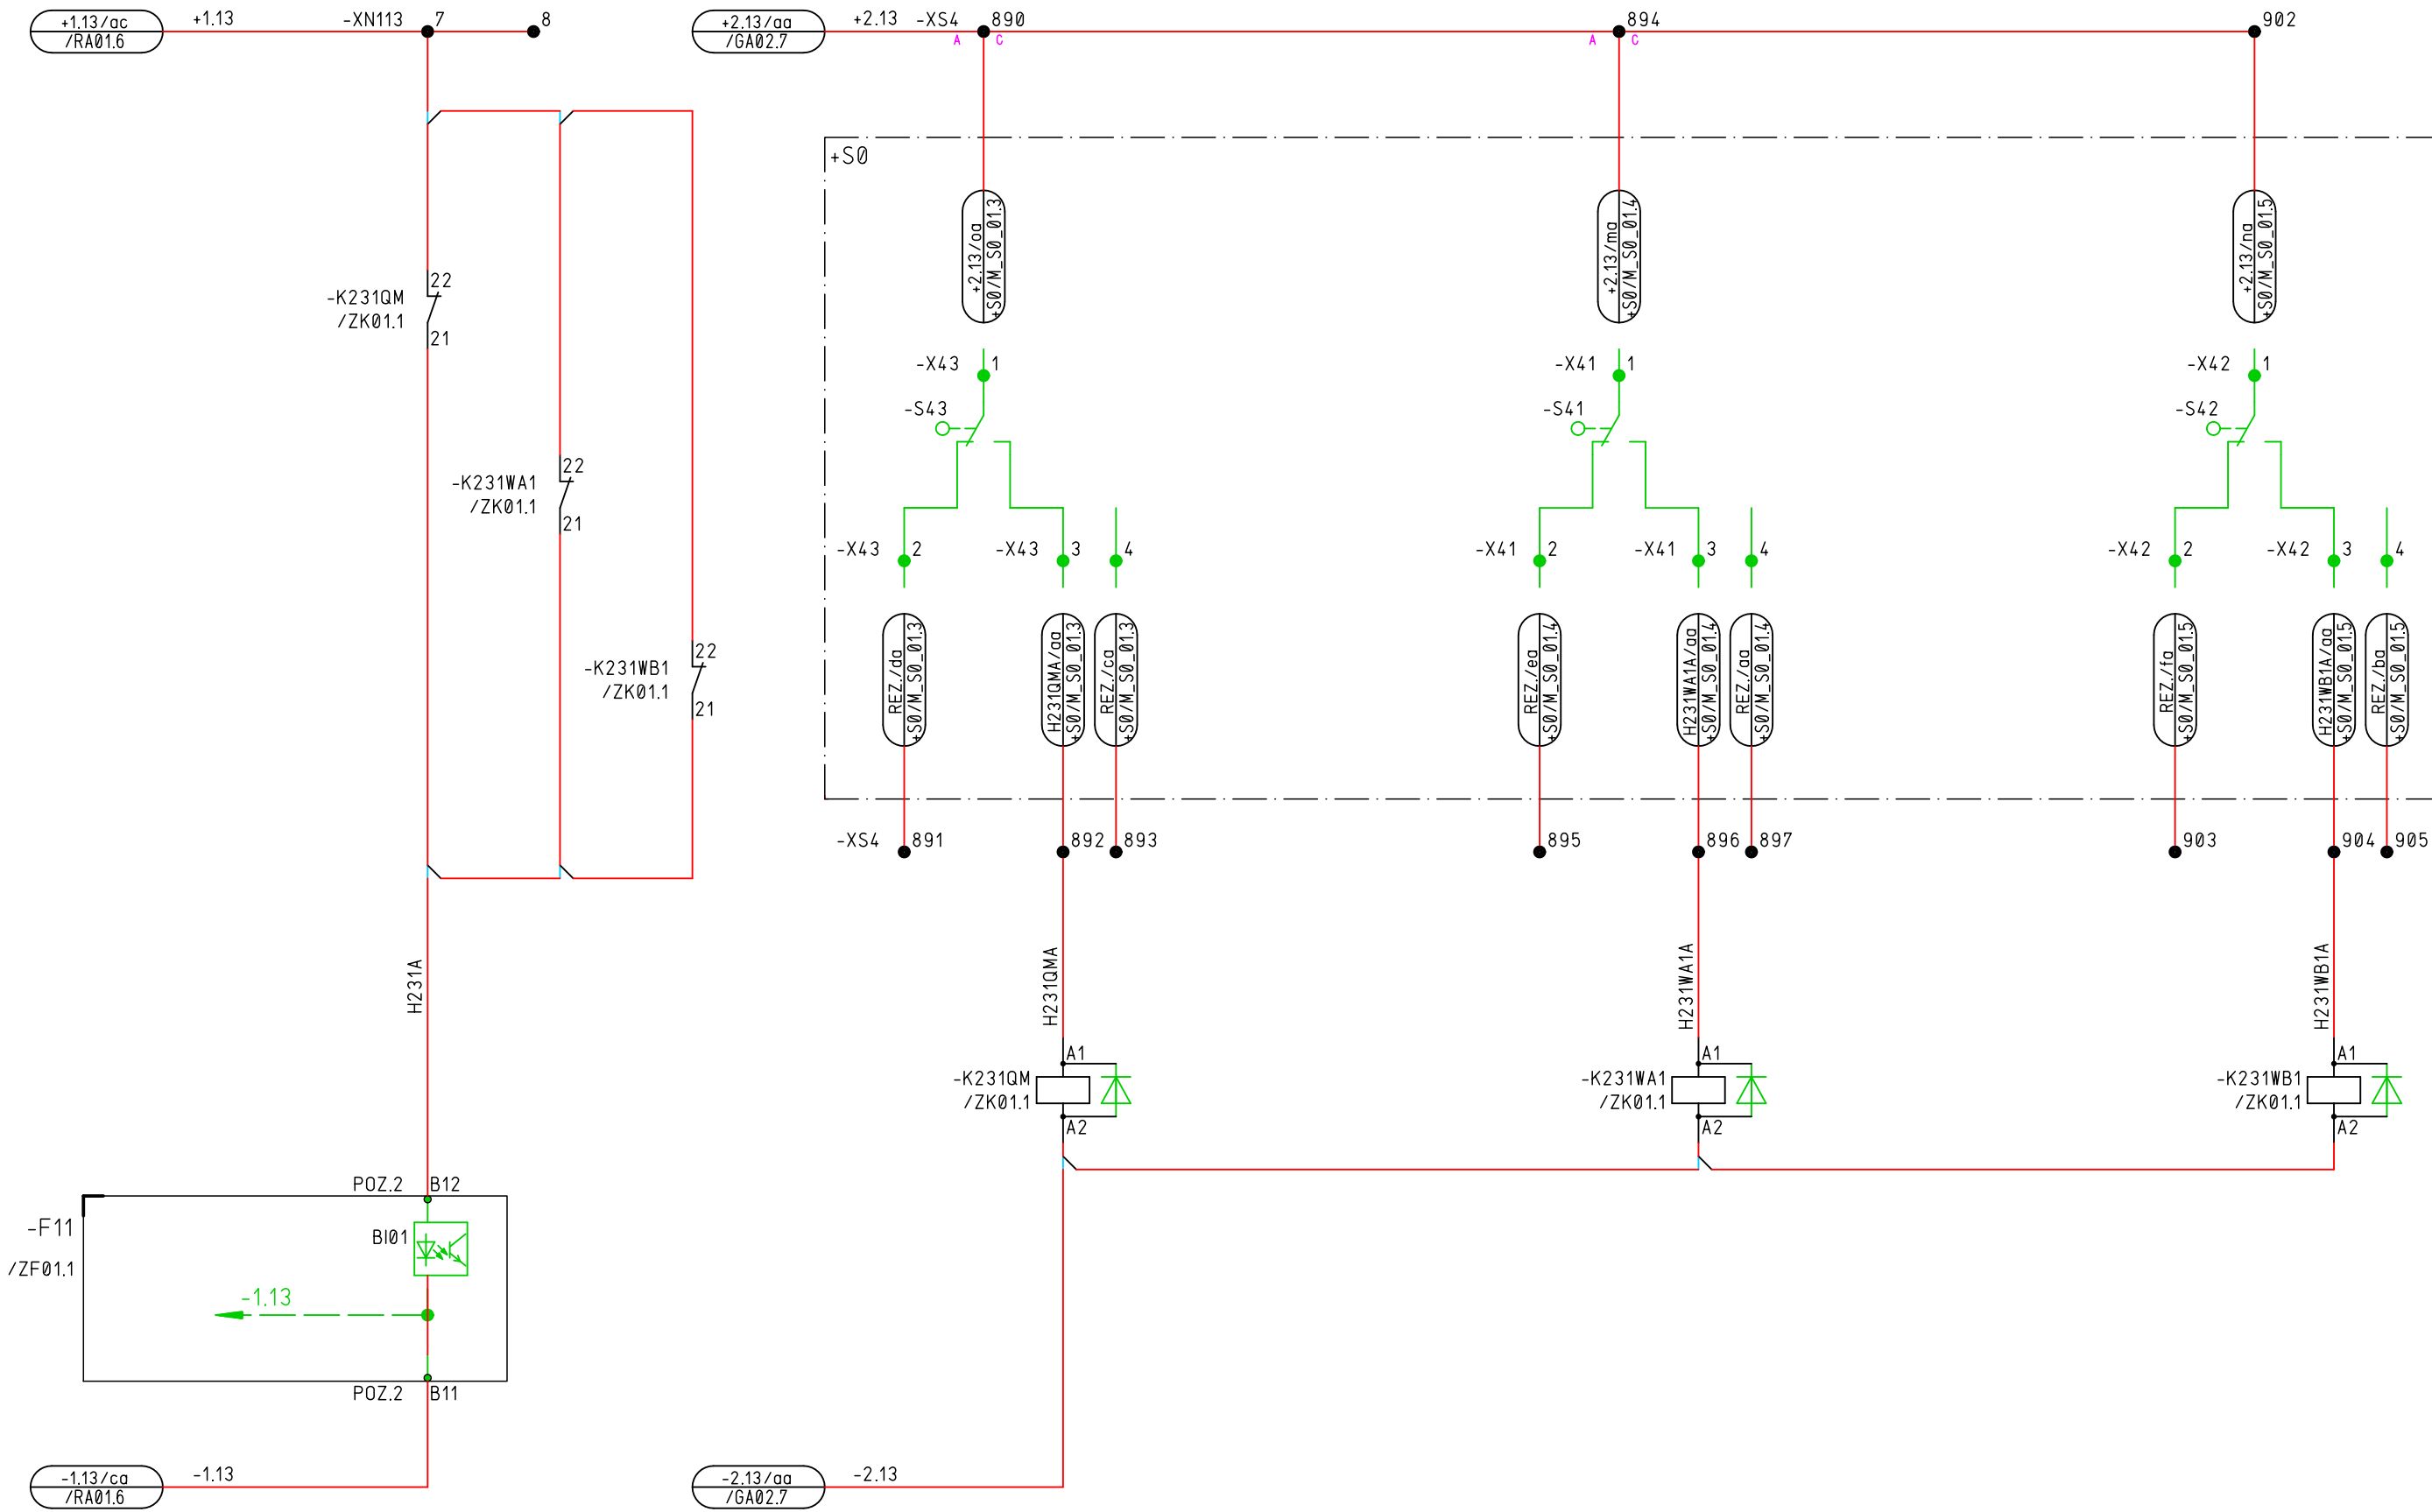 +1.13/ac
/RA01.6
+1.13
-XN113
7
8
+2.13/aa
/GA02.7
+2.13
-XS4
890
A
C
894
A
C
902
+S0
+2.13/oa
+S0/M_S0_01.3
+2.13/ma
+S0/M_S0_01.4
+2.13/na
+S0/M_S0_01.5
-K231QM
/ZK01.1
22
21
-X43
1
-S43
-X41
1
-S41
-X42
1
-S42
-K231WA1
/ZK01.1
22
21
-X43
2
-X43
3
4
-X41
2
-X41
3
4
-X42
2
-X42
3
4
-K231WB1
/ZK01.1
22
21
REZ./da
+S0/M_S0_01.3
H231QMA/aa
+S0/M_S0_01.3
REZ./ca
+S0/M_S0_01.3
REZ./ea
+S0/M_S0_01.4
H231WA1A/aa
+S0/M_S0_01.4
REZ./aa
+S0/M_S0_01.4
REZ./fa
+S0/M_S0_01.5
H231WB1A/aa
+S0/M_S0_01.5
REZ./ba
+S0/M_S0_01.5
-XS4
891
892
893
895
896
897
903
904
905
H231A
H231QMA
H231WA1A
H231WB1A
-K231QM
/ZK01.1
A1
A2
-K231WA1
/ZK01.1
A1
A2
-K231WB1
/ZK01.1
A1
A2
POZ.2
B12
-F11
/ZF01.1
BI01
-1.13
POZ.2
B11
-1.13/ca
/RA01.6
-1.13
-2.13/aa
/GA02.7
-2.13